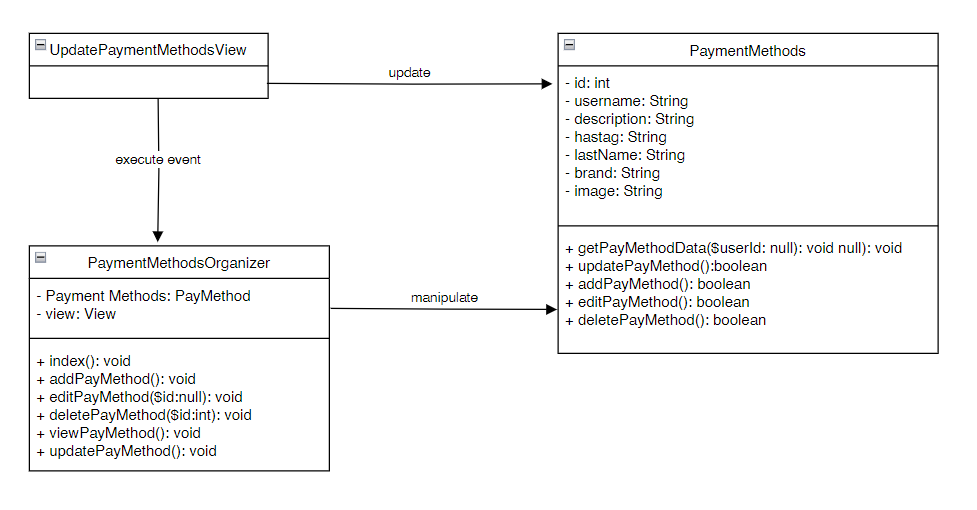 UpdatePaymentMethodsView
update
execute event
PaymentMethods
- id: int
- username: String
- description: String
- hastag: String
- lastName: String
- brand: String
- image: String
+ getPayMethodData($userId: null): void null): void
+ updatePayMethod():boolean
+ addPayMethod(): boolean
+ editPayMethod(): boolean
+ deletePayMethod(): boolean
PaymentMethodsOrganizer
- Payment Methods: PayMethod
- view: View
+ index(): void
+ addPayMethod(): void
+ editPayMethod($id:null): void
+ deletePayMethod($id:int): void
+ viewPayMethod(): void
+ updatePayMethod(): void
manipulate